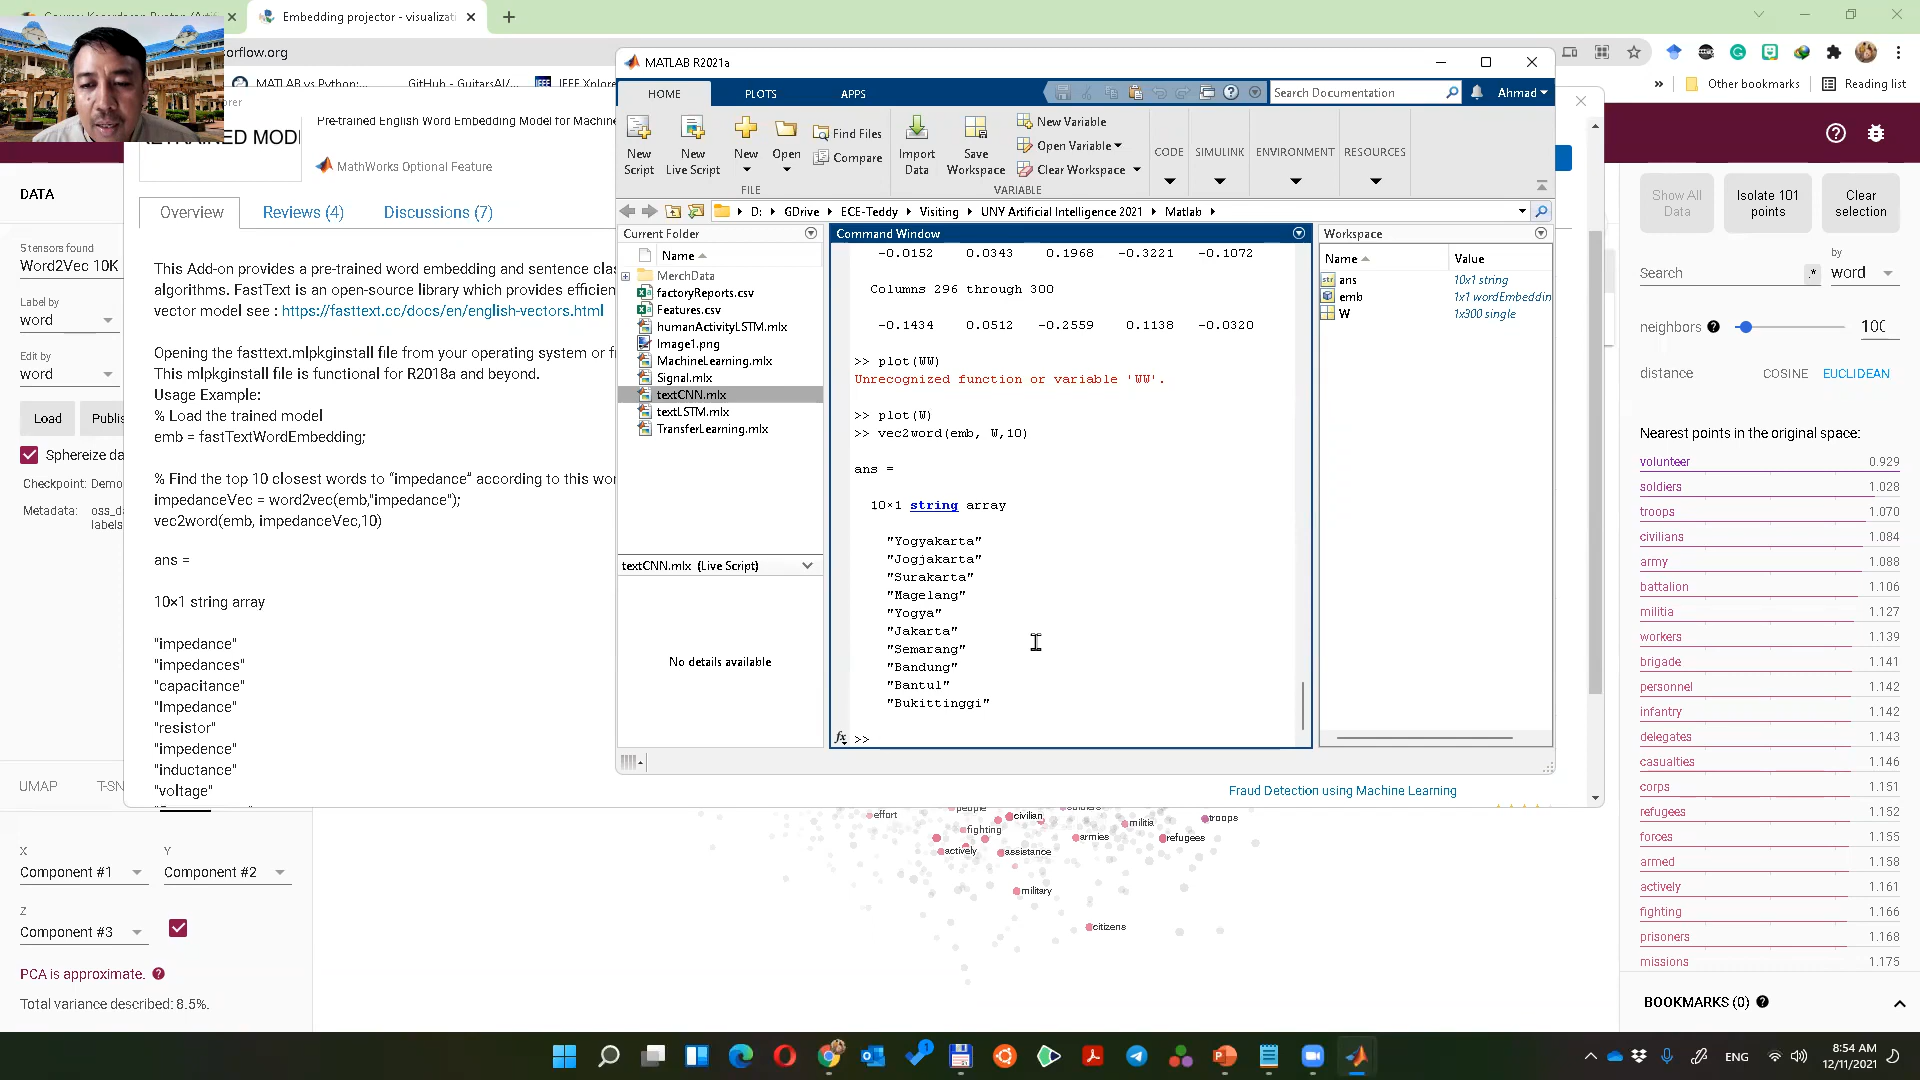 Embedding projector - visualizati
sorflow.org
MATLAB vs Python:...
GitHub - GuitarsAI/...
IEEE Xplore
Other bookmarks
Reading list
MATLAB R2021a
HOME
PLOTS
APPS
Search Documentation
Ahmad
New Script
New Live Script
New
Open
Find Files
Compare
Import Data
Save Workspace
New Variable
Open Variable
Clear Workspace
FILE
VARIABLE
CODE
SIMULINK
ENVIRONMENT
RESOURCES
D:
GDrive
ECE-Teddy
Visiting
UNY Artificial Intelligence 2021
Matlab
Current Folder
Name
MerchData
factoryReports.csv
Features.csv
humanActivityLSTM.mlx
Image1.png
MachineLearning.mlx
Signal.mlx
textCNN.mlx
textLSTM.mlx
TransferLearning.mlx
textCNN.mlx (Live Script)
No details available
Command Window
-0.0152 0.0343 0.1968 -0.3221 -0.1072
Columns 296 through 300
-0.1434 0.0512 -0.2559 0.1138 -0.0320
>> plot(WW)
Unrecognized function or variable 'WW'.
>> plot(W)
>> vec2word(emb, W,10)
ans =
10×1 string array
"Yogyakarta"
"Jogjakarta"
"Surakarta"
"Magelang"
"Yogya"
"Jakarta"
"Semarang"
"Bandung"
"Bantul"
"Bukittinggi"
fx >>
Workspace
Name Value
ans 10x1 string
emb 1x1 wordEmbeddin
W 1x300 single
Pre-trained English Word Embedding Model for Machine
MathWorks Optional Feature
Overview
Reviews (4)
Discussions (7)
This Add-on provides a pre-trained word embedding and sentence cla
algorithms. FastText is an open-source library which provides efficien
vector model see : https://fasttext.cc/docs/en/english-vectors.html
Opening the fasttext.mlpkginstall file from your operating system or f
This mlpkginstall file is functional for R2018a and beyond.
Usage Example:
% Load the trained model
emb = fastTextWordEmbedding;
% Find the top 10 closest words to “impedance” according to this wor
impedanceVec = word2vec(emb,"impedance");
vec2word(emb, impedanceVec,10)
ans =
10×1 string array
"impedance"
"impedances"
"capacitance"
"Impedance"
"resistor"
"impedence"
"inductance"
"voltage"
Fraud Detection using Machine Learning
DATA
5 tensors found
Word2Vec 10K
Label by
word
Edit by
word
Load
Publis
Sphereize da
Checkpoint: Demo
Metadata: oss_da
labels
UMAP
T-SN
X
Component #1
Y
Component #2
Z
Component #3
PCA is approximate.
Total variance described: 8.5%.
effort
people
civilian
fighting
actively
assistance
armies
militia
troops
refugees
military
citizens
Show All Data
Isolate 101 points
Clear selection
Search
.*
by
word
neighbors
100
distance
COSINE
EUCLIDEAN
Nearest points in the original space:
volunteer 0.929
soldiers 1.028
troops 1.070
civilians 1.084
army 1.088
battalion 1.106
militia 1.127
workers 1.139
brigade 1.141
personnel 1.142
infantry 1.142
delegates 1.143
casualties 1.146
corps 1.151
refugees 1.152
forces 1.155
armed 1.158
actively 1.161
fighting 1.166
prisoners 1.168
missions 1.175
BOOKMARKS (0)
ENG
8:54 AM
12/11/2021